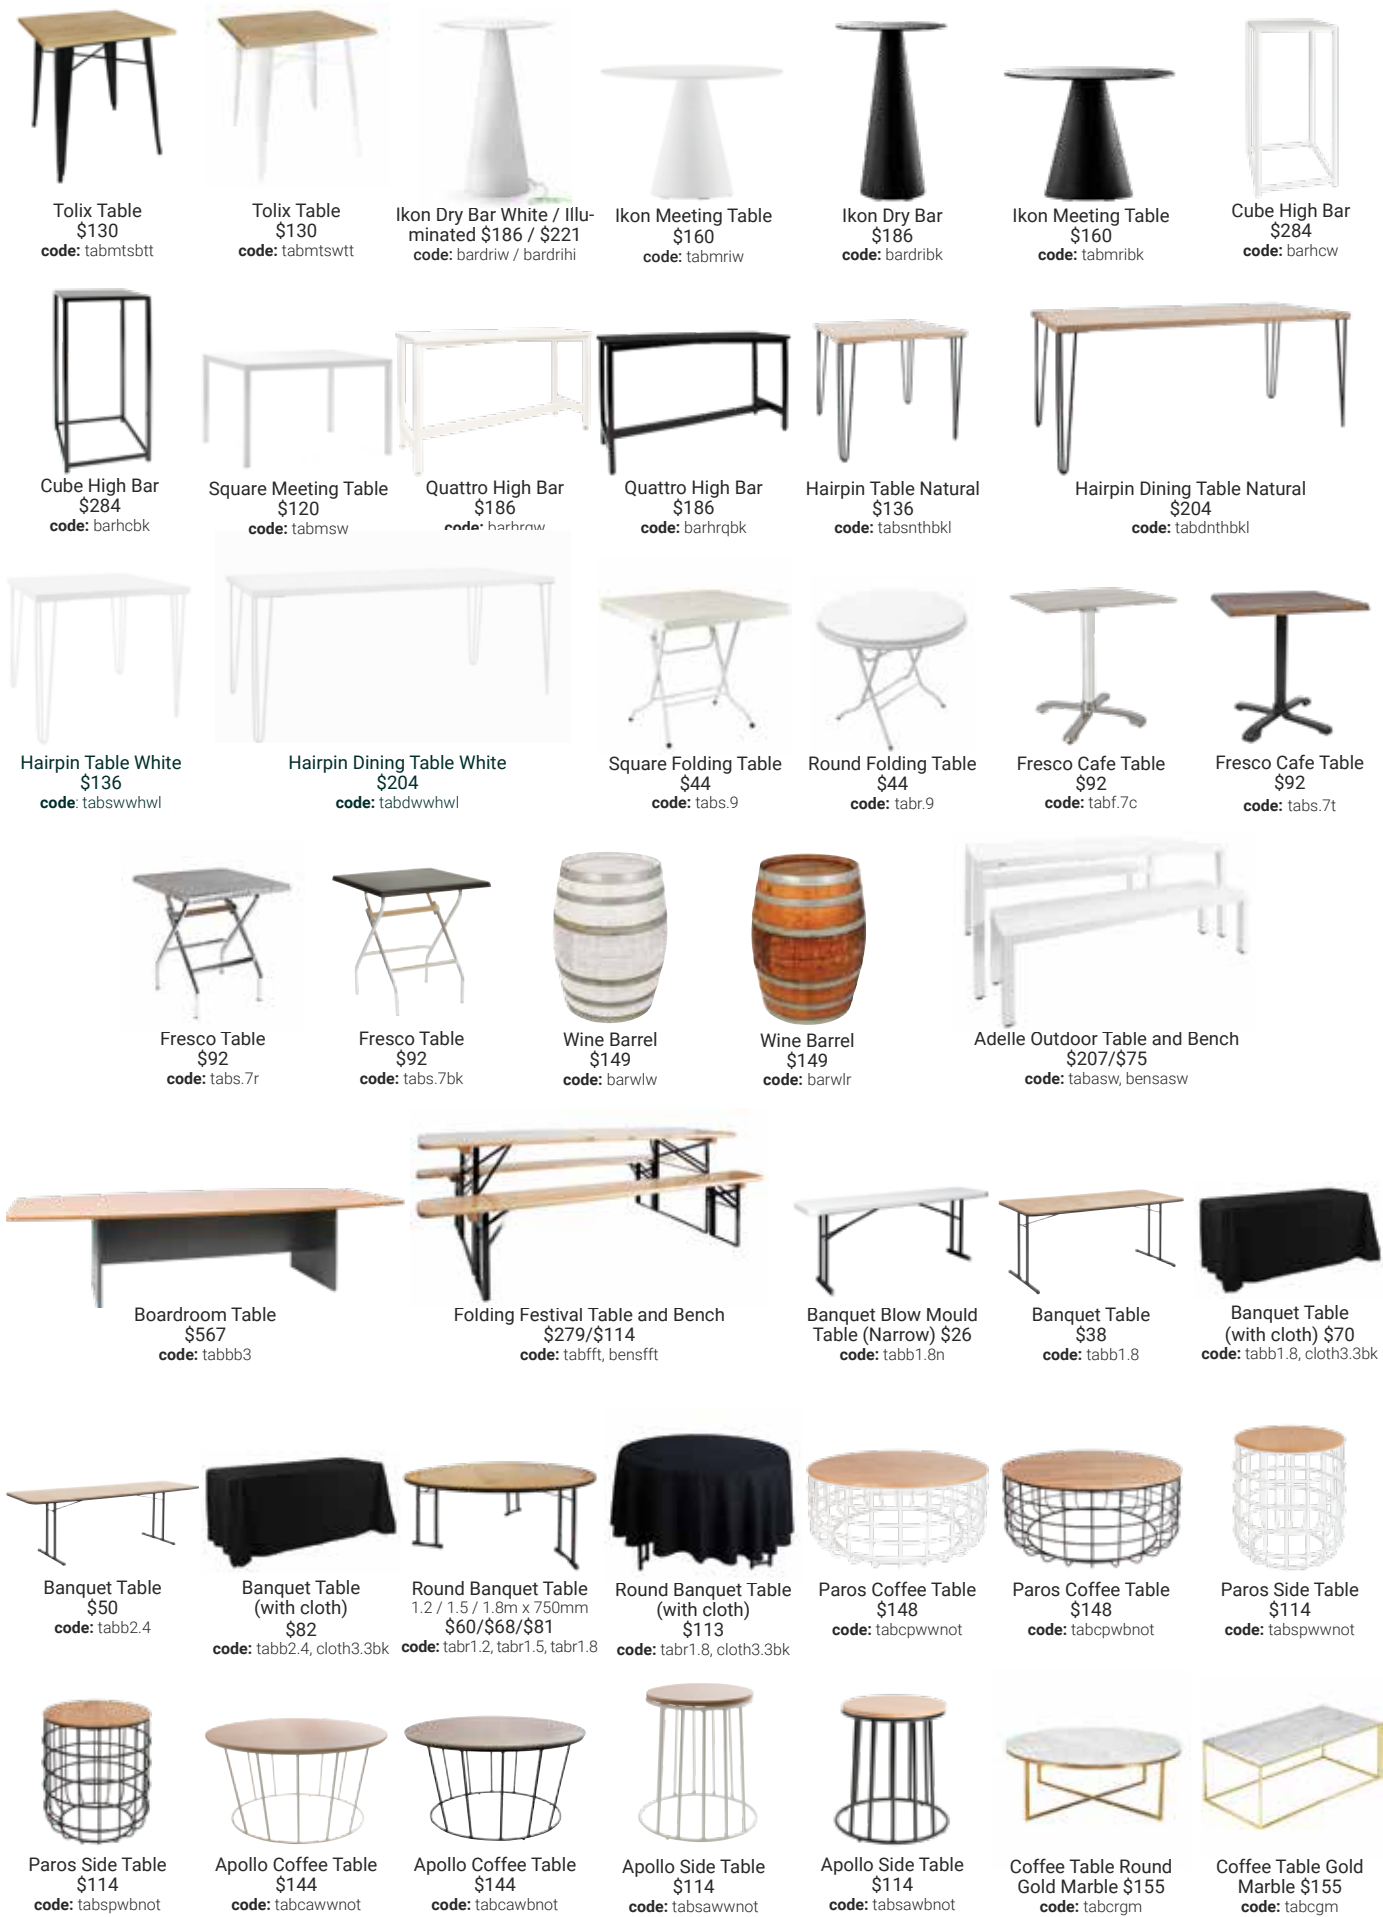 Tolix Table
$130
code: tabmtsbtt
Tolix Table
$130
code: tabmtswtt
Ikon Dry Bar White / Illu-
minated $186 / $221
code: bardriw / bardrihi
Ikon Meeting Table
$160
code: tabmriw
Ikon Dry Bar
$186
code: bardribk
Ikon Meeting Table
$160
code: tabmribk
Cube High Bar
$284
code: barhcw
Cube High Bar
$284
code: barhcbk
Square Meeting Table
$120
code: tabmsw
Quattro High Bar
$186
code: barhrqw
Quattro High Bar
$186
code: barhrqbk
Hairpin Table Natural
$136
code: tabsnthbkl
Hairpin Dining Table Natural
$204
code: tabdnthbkl
Hairpin Table White
$136
code: tabswwhwl
Hairpin Dining Table White
$204
code: tabdwwhwl
Square Folding Table
$44
code: tabs.9
Round Folding Table
$44
code: tabr.9
Fresco Cafe Table
$92
code: tabf.7c
Fresco Cafe Table
$92
code: tabs.7t
Fresco Table
$92
code: tabs.7r
Fresco Table
$92
code: tabs.7bk
Wine Barrel
$149
code: barwlw
Wine Barrel
$149
code: barwlr
Adelle Outdoor Table and Bench
$207/$75
code: tabasw, bensasw
Boardroom Table
$567
code: tabbb3
Folding Festival Table and Bench
$279/$114
code: tabfft, bensfft
Banquet Blow Mould
Table (Narrow) $26
code: tabb1.8n
Banquet Table
$38
code: tabb1.8
Banquet Table
(with cloth) $70
code: tabb1.8, cloth3.3bk
Banquet Table
$50
code: tabb2.4
Banquet Table
(with cloth)
$82
code: tabb2.4, cloth3.3bk
Round Banquet Table
1.2 / 1.5 / 1.8m x 750mm
$60/$68/$81
code: tabr1.2, tabr1.5, tabr1.8
Round Banquet Table
(with cloth)
$113
code: tabr1.8, cloth3.3bk
Paros Coffee Table
$148
code: tabcpwwnot
Paros Coffee Table
$148
code: tabcpwbnot
Paros Side Table
$114
code: tabspwwnot
Paros Side Table
$114
code: tabspwbnot
Apollo Coffee Table
$144
code: tabcawwnot
Apollo Coffee Table
$144
code: tabcawbnot
Apollo Side Table
$114
code: tabsawwnot
Apollo Side Table
$114
code: tabsawbnot
Coffee Table Round
Gold Marble $155
code: tabcrgm
Coffee Table Gold
Marble $155
code: tabcgm